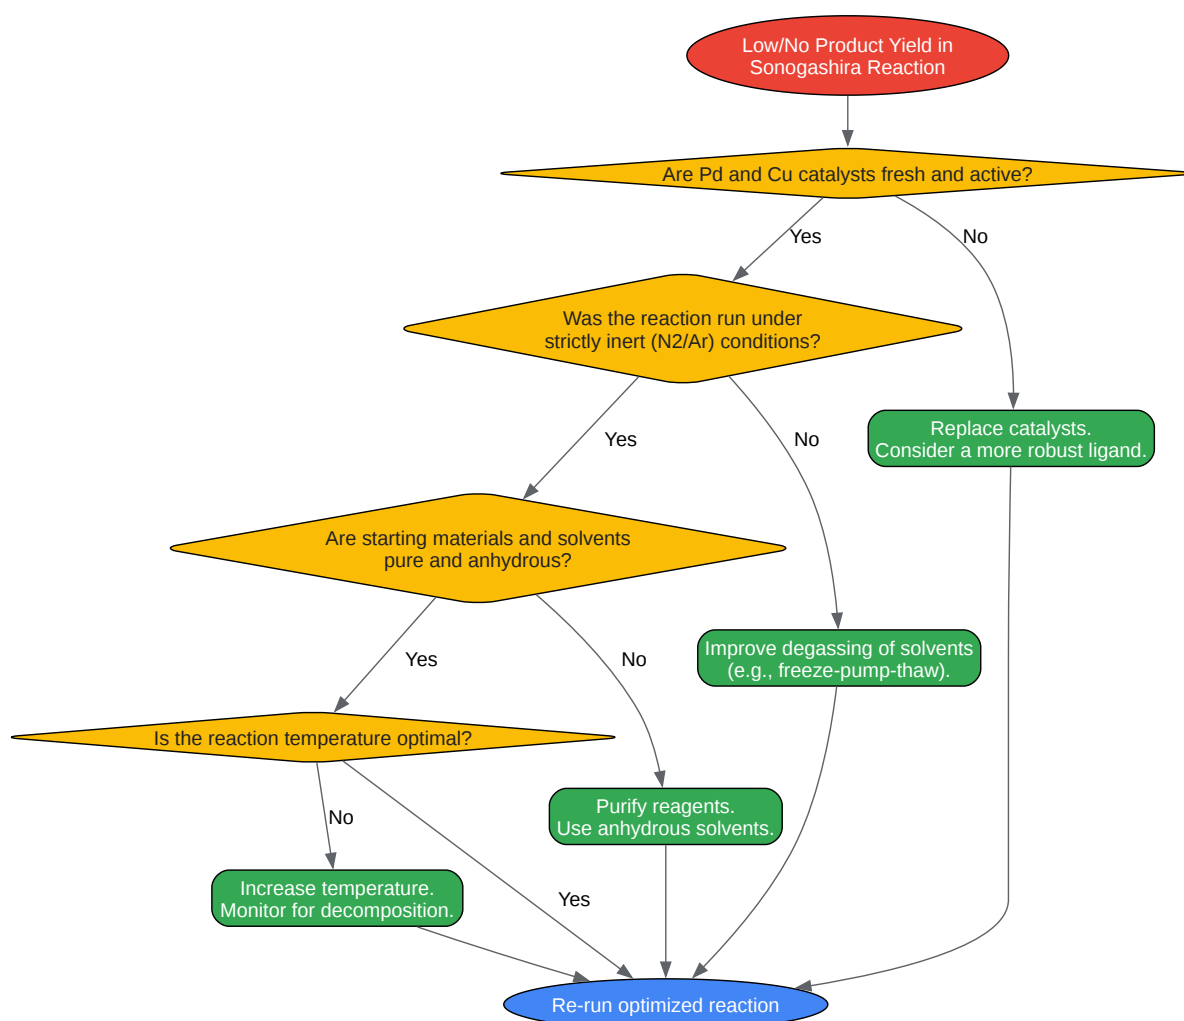 Low/No Product Yield in
Sonogashira Reaction
Are Pd and Cu catalysts fresh and active?
Yes
No
Was the reaction run under
strictly inert (N2/Ar) conditions?
Yes
No
Replace catalysts.
Consider a more robust ligand.
Are starting materials and solvents
pure and anhydrous?
Yes
No
Improve degassing of solvents
(e.g., freeze-pump-thaw).
Is the reaction temperature optimal?
No
Yes
Purify reagents.
Use anhydrous solvents.
Increase temperature.
Monitor for decomposition.
Re-run optimized reaction